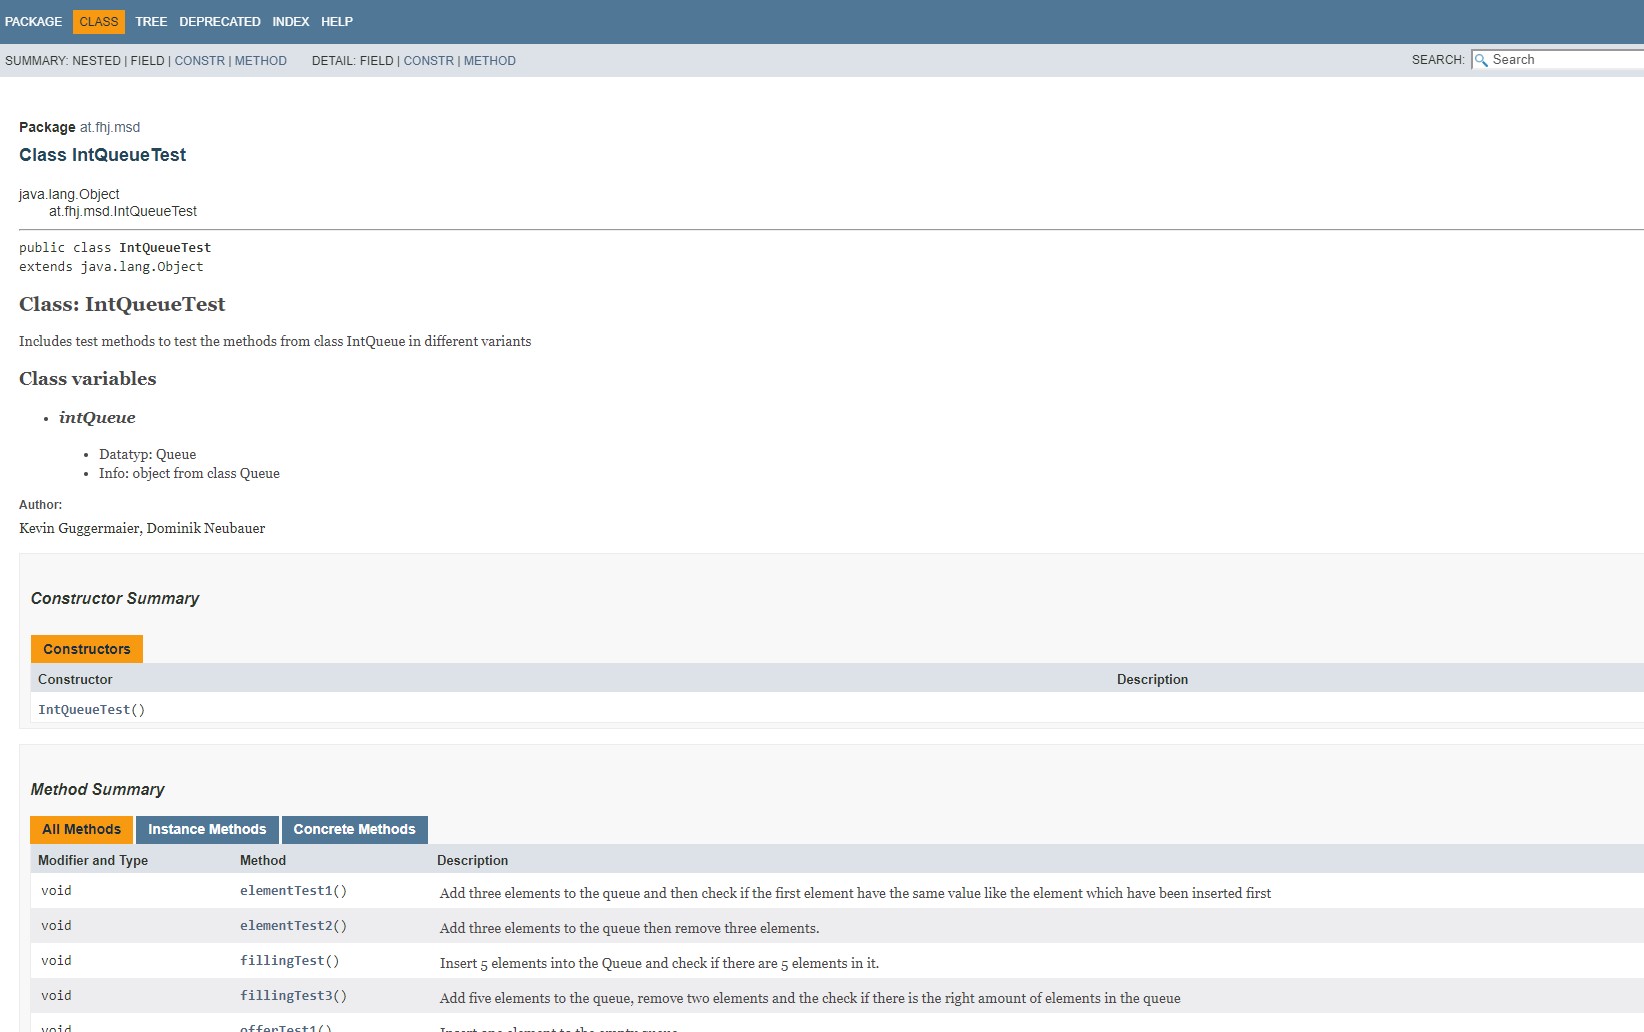 PACKAGE CLASS TREE DEPRECATED INDEX HELP
SUMMARY: NESTED | FIELD | CONSTR | METHOD DETAIL: FIELD | CONSTR | METHOD SEARCH: Search
Package at.fhj.msd
Class IntQueueTest
java.lang.Object
at.fhj.msd.IntQueueTest
public class IntQueueTest
extends java.lang.Object
Class: IntQueueTest
Includes test methods to test the methods from class IntQueue in different variants
Class variables
• intQueue
• Datatyp: Queue
• Info: object from class Queue
Author:
Kevin Guggermaier, Dominik Neubauer
Constructor Summary
Constructors
Constructor Description
IntQueueTest()
Method Summary
All Methods Instance Methods Concrete Methods
Modifier and Type Method Description
void elementTest1() Add three elements to the queue and then check if the first element have the same value like the element which have been inserted first
void elementTest2() Add three elements to the queue then remove three elements.
void fillingTest() Insert 5 elements into the Queue and check if there are 5 elements in it.
void fillingTest3() Add five elements to the queue, remove two elements and the check if there is the right amount of elements in the queue
void offerTest1() Insert one element to the empty queue